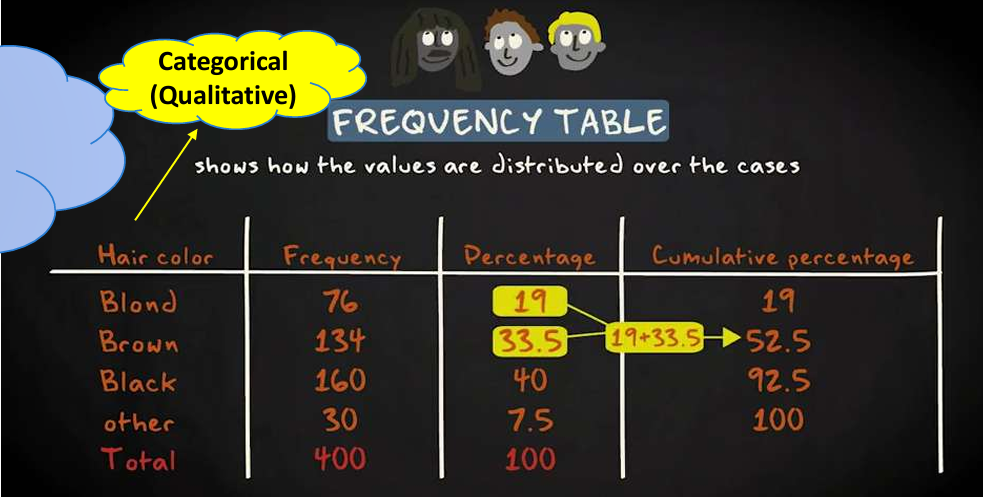 Categorical
(Qualitative)
FREQUENCY TABLE
shows how the values are distributed over the cases
Hair color Frequency Percentage Cumulative percentage
Blond 76 19 19
Brown 134 33.5 19+33.5 52.5
Black 160 40 92.5
other 30 7.5 100
Total 400 100